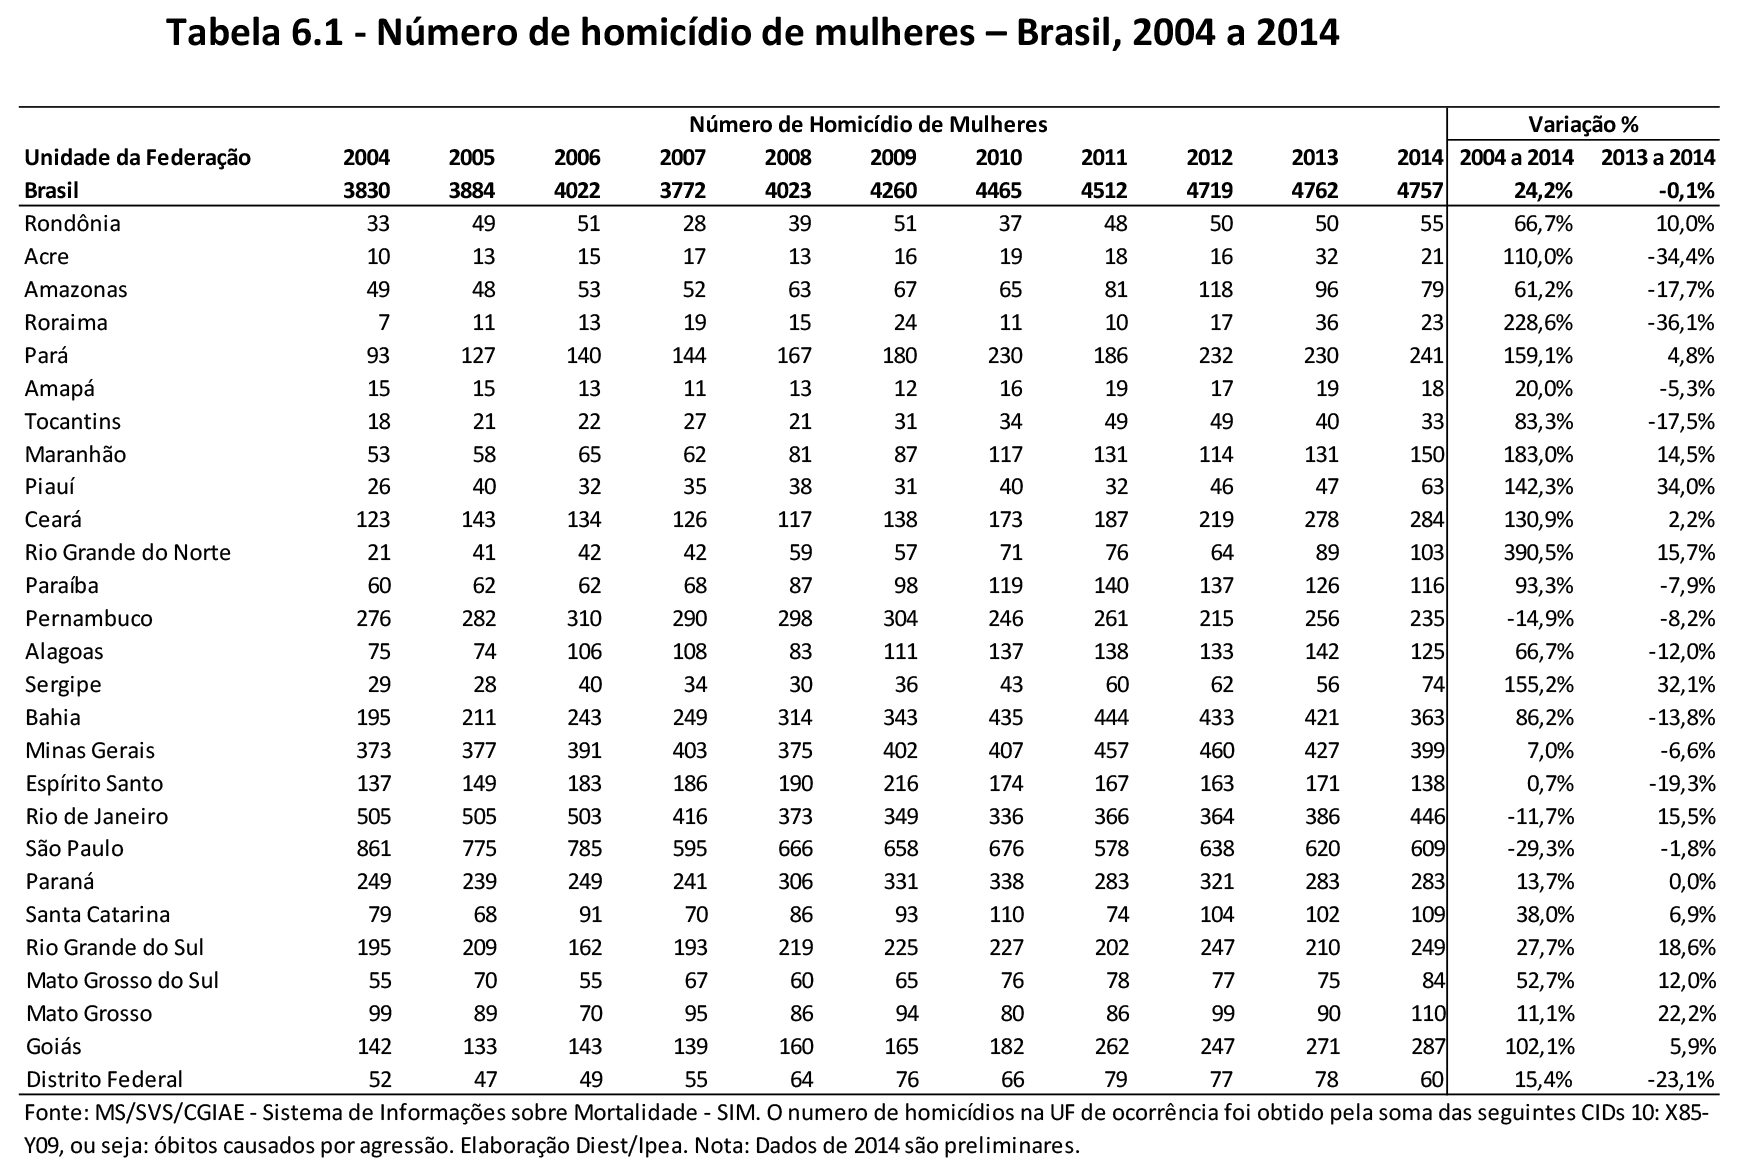 Tabela 6.1 - Número de homicídio de mulheres – Brasil, 2004 a 2014
Número de Homicídio de Mulheres Variação %
Unidade da Federação 2004 2005 2006 2007 2008 2009 2010 2011 2012 2013 2014 2004 a 2014 2013 a 2014
Brasil 3830 3884 4022 3772 4023 4260 4465 4512 4719 4762 4757 24,2% -0,1%
Rondônia 33 49 51 28 39 51 37 48 50 50 55 66,7% 10,0%
Acre 10 13 15 17 13 16 19 18 16 32 21 110,0% -34,4%
Amazonas 49 48 53 52 63 67 65 81 118 96 79 61,2% -17,7%
Roraima 7 11 13 19 15 24 11 10 17 36 23 228,6% -36,1%
Pará 93 127 140 144 167 180 230 186 232 230 241 159,1% 4,8%
Amapá 15 15 13 11 13 12 16 19 17 19 18 20,0% -5,3%
Tocantins 18 21 22 27 21 31 34 49 49 40 33 83,3% -17,5%
Maranhão 53 58 65 62 81 87 117 131 114 131 150 183,0% 14,5%
Piauí 26 40 32 35 38 31 40 32 46 47 63 142,3% 34,0%
Ceará 123 143 134 126 117 138 173 187 219 278 284 130,9% 2,2%
Rio Grande do Norte 21 41 42 42 59 57 71 76 64 89 103 390,5% 15,7%
Paraíba 60 62 62 68 87 98 119 140 137 126 116 93,3% -7,9%
Pernambuco 276 282 310 290 298 304 246 261 215 256 235 -14,9% -8,2%
Alagoas 75 74 106 108 83 111 137 138 133 142 125 66,7% -12,0%
Sergipe 29 28 40 34 30 36 43 60 62 56 74 155,2% 32,1%
Bahia 195 211 243 249 314 343 435 444 433 421 363 86,2% -13,8%
Minas Gerais 373 377 391 403 375 402 407 457 460 427 399 7,0% -6,6%
Espírito Santo 137 149 183 186 190 216 174 167 163 171 138 0,7% -19,3%
Rio de Janeiro 505 505 503 416 373 349 336 366 364 386 446 -11,7% 15,5%
São Paulo 861 775 785 595 666 658 676 578 638 620 609 -29,3% -1,8%
Paraná 249 239 249 241 306 331 338 283 321 283 283 13,7% 0,0%
Santa Catarina 79 68 91 70 86 93 110 74 104 102 109 38,0% 6,9%
Rio Grande do Sul 195 209 162 193 219 225 227 202 247 210 249 27,7% 18,6%
Mato Grosso do Sul 55 70 55 67 60 65 76 78 77 75 84 52,7% 12,0%
Mato Grosso 99 89 70 95 86 94 80 86 99 90 110 11,1% 22,2%
Goiás 142 133 143 139 160 165 182 262 247 271 287 102,1% 5,9%
Distrito Federal 52 47 49 55 64 76 66 79 77 78 60 15,4% -23,1%
Fonte: MS/SVS/CGIAE - Sistema de Informações sobre Mortalidade - SIM. O numero de homicídios na UF de ocorrência foi obtido pela soma das seguintes CIDs 10: X85-
Y09, ou seja: óbitos causados por agressão. Elaboração Diest/Ipea. Nota: Dados de 2014 são preliminares.